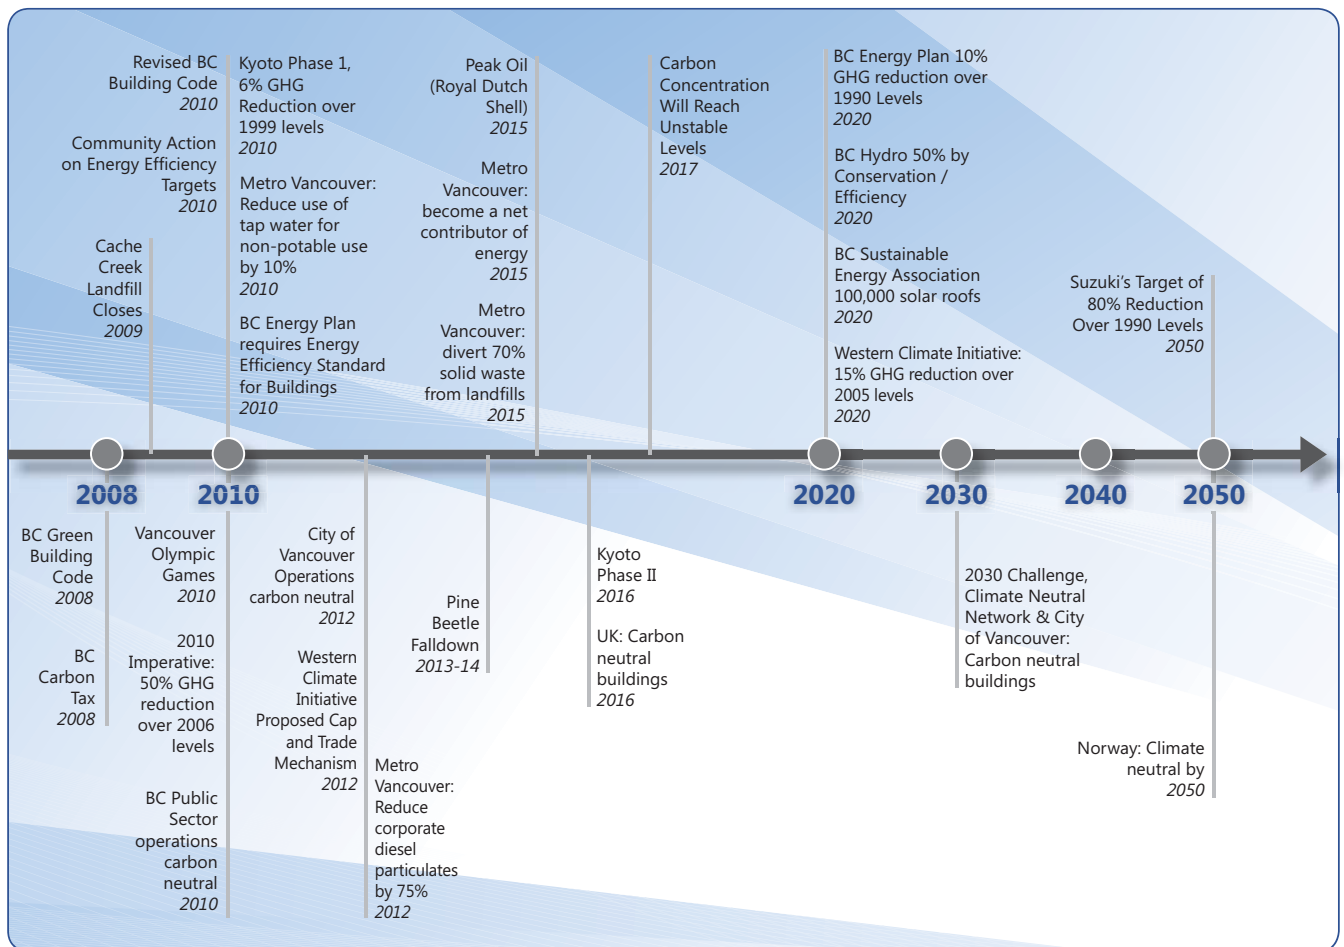 Revised BC
Building Code
2010
Community Action
on Energy Efficiency
Targets
2010
Cache
Creek
Landfill
Closes
2009
Kyoto Phase 1,
6% GHG
Reduction over
1999 levels
2010
Metro Vancouver:
Reduce use of
tap water for
non-potable use
by 10%
2010
BC Energy Plan
requires Energy
Efficiency Standard
for Buildings
2010
Peak Oil
(Royal Dutch
Shell)
2015
Metro
Vancouver:
become a net
contributor of
energy
2015
Metro
Vancouver:
divert 70%
solid waste
from landfills
2015
Carbon
Concentration
Will Reach
Unstable
Levels
2017
BC Energy Plan 10%
GHG reduction over
1990 Levels
2020
BC Hydro 50% by
Conservation /
Efficiency
2020
BC Sustainable
Energy Association
100,000 solar roofs
2020
Western Climate Initiative:
15% GHG reduction over
2005 levels
2020
Suzuki's Target of
80% Reduction
Over 1990 Levels
2050
2008
2010
2020
2030
2040
2050
BC Green
Building
Code
2008
BC
Carbon
Tax
2008
Vancouver
Olympic
Games
2010
2010
Imperative:
50% GHG
reduction
over 2006
levels
BC Public
Sector
operations
carbon
neutral
2010
City of
Vancouver
Operations
carbon neutral
2012
Western
Climate
Initiative
Proposed Cap
and Trade
Mechanism
2012
Metro
Vancouver:
Reduce
corporate
diesel
particulates
by 75%
2012
Pine
Beetle
Falldown
2013-14
Kyoto
Phase II
2016
UK: Carbon
neutral
buildings
2016
2030 Challenge,
Climate Neutral
Network & City
of Vancouver:
Carbon neutral
buildings
Norway: Climate
neutral by
2050